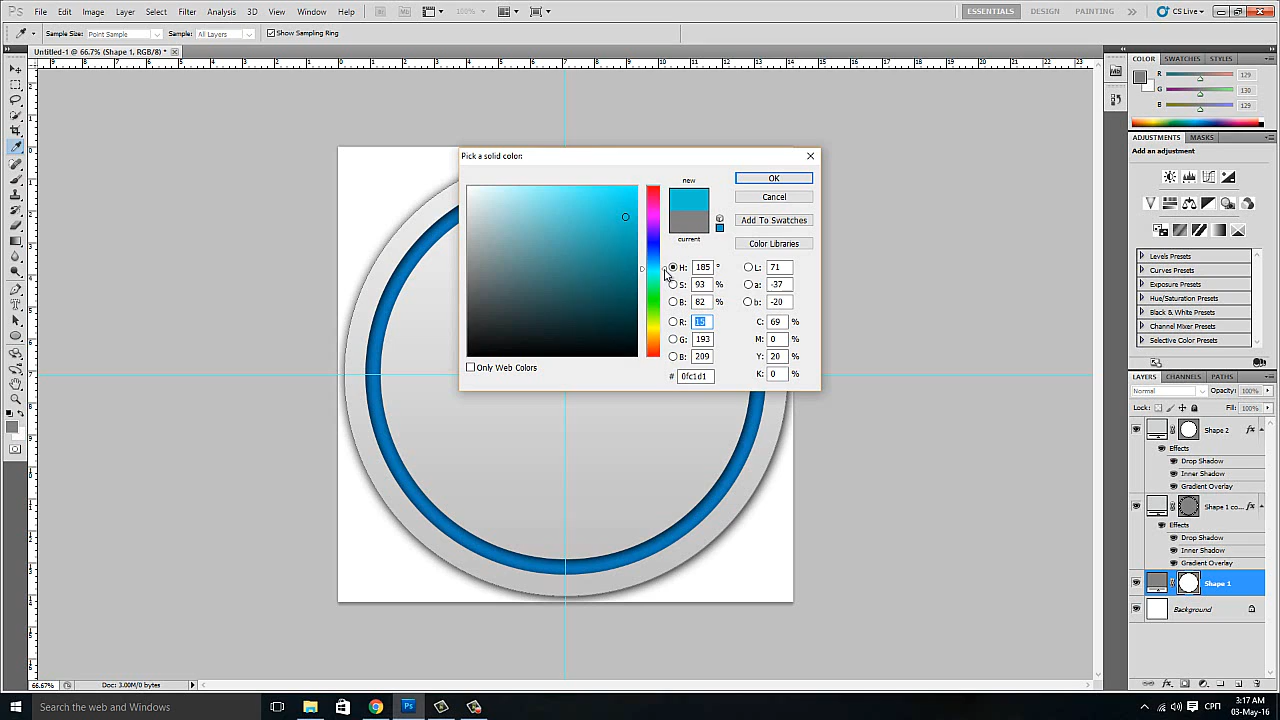 Ps File Edit Image Layer Select Filter Analysis 3D View Window Help Br Mb 100% ESSENTIALS DESIGN PAINTING CS Live
Sample Size: Point Sample Sample: All Layers Show Sampling Ring
Untitled-1 @ 66.7% (Shape 1, RGB/8) *
Pick a solid color:
new
current
OK
Cancel
Add To Swatches
Color Libraries
H: 185 °
S: 93 %
B: 82 %
R: 15
G: 193
B: 209
# 0fc1d1
L: 71
a: -37
b: -20
C: 69 %
M: 0 %
Y: 20 %
K: 0 %
Only Web Colors
COLOR SWATCHES STYLES
R 129
G 130
B 129
ADJUSTMENTS MASKS
Add an adjustment
Levels Presets
Curves Presets
Exposure Presets
Hue/Saturation Presets
Black & White Presets
Channel Mixer Presets
Selective Color Presets
LAYERS CHANNELS PATHS
Normal Opacity: 100%
Lock: Fill: 100%
Shape 2 fx
Effects
Drop Shadow
Inner Shadow
Gradient Overlay
Shape 1 co... fx
Effects
Drop Shadow
Inner Shadow
Gradient Overlay
Shape 1
Background
66.67% Doc: 3.00M/0 bytes
Search the web and Windows
СРП
3:17 AM
03-May-16